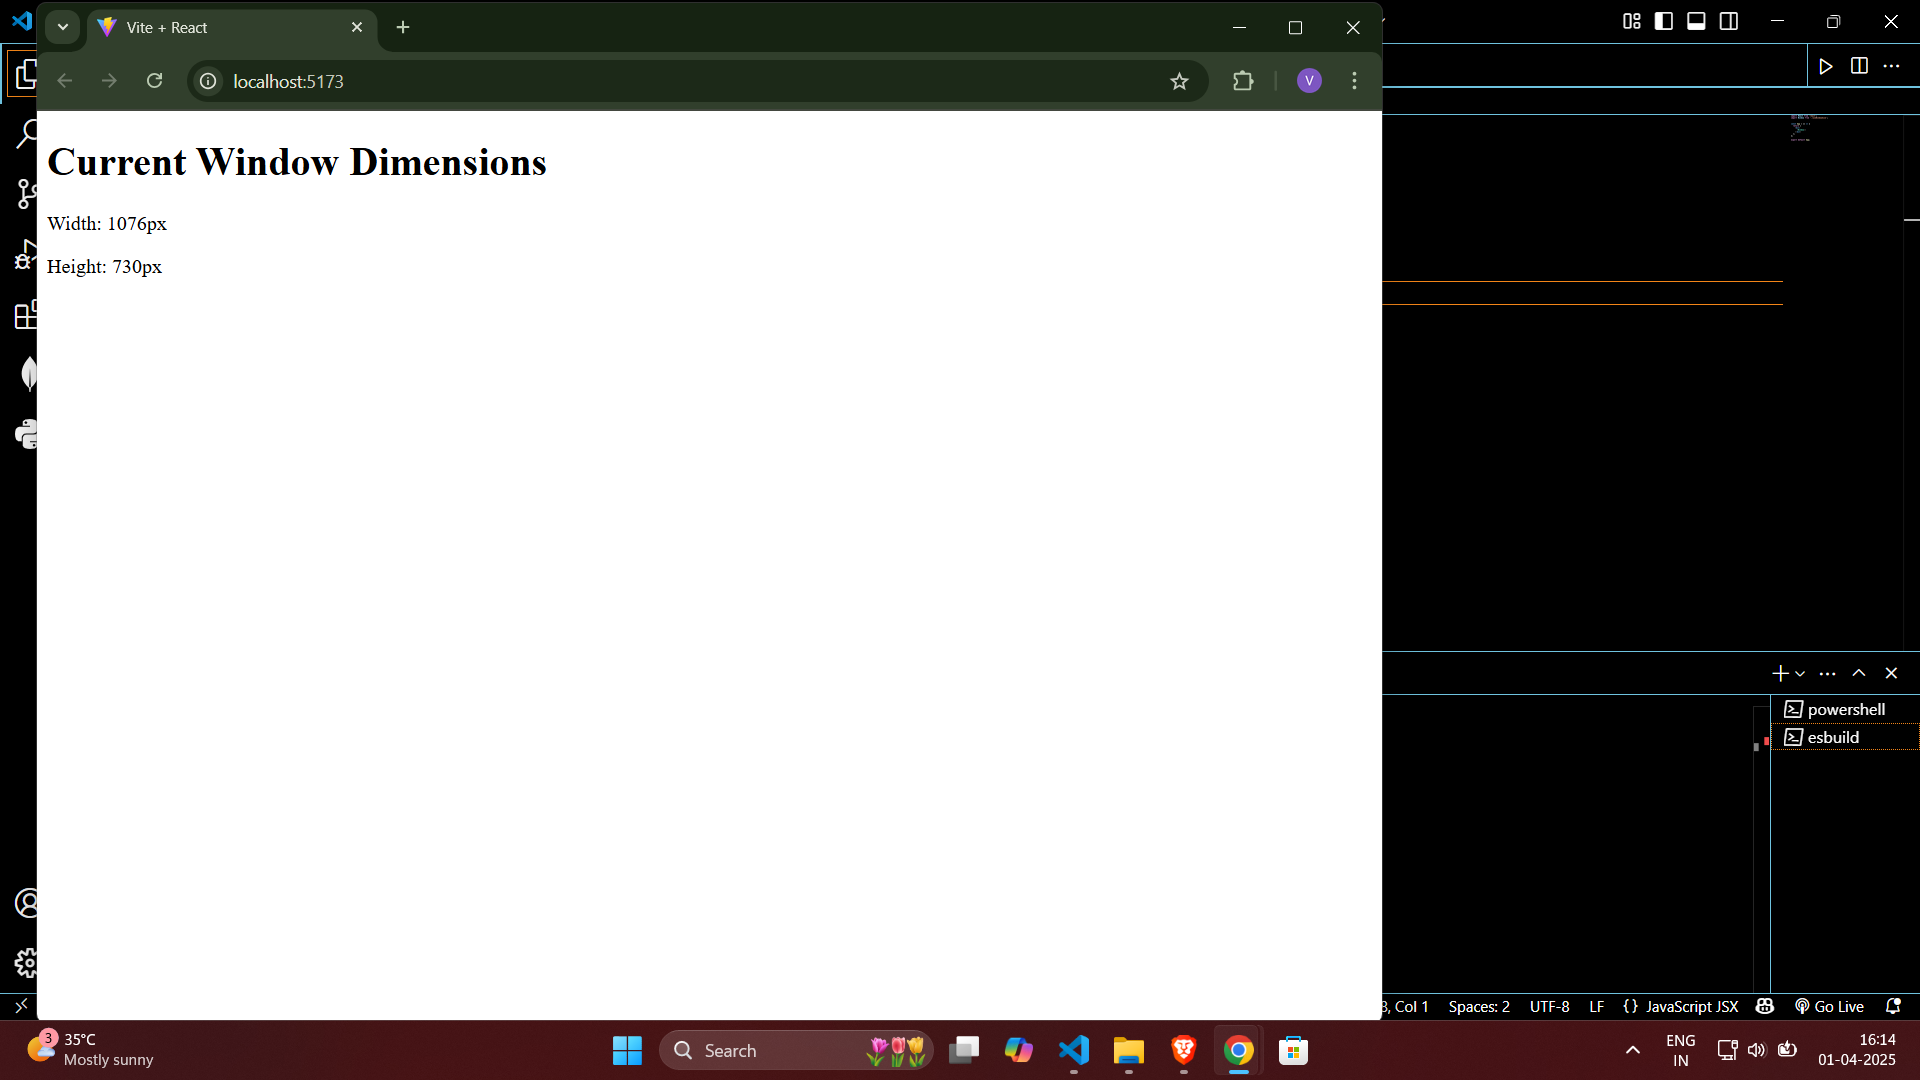 Vite + React
localhost:5173
V
Current Window Dimensions
Width: 1076px
Height: 730px
powershell
esbuild
Col 1
Spaces: 2
UTF-8
LF
{ } JavaScript JSX
Go Live
3
35°C
Mostly sunny
Search
ENG
IN
16:14
01-04-2025